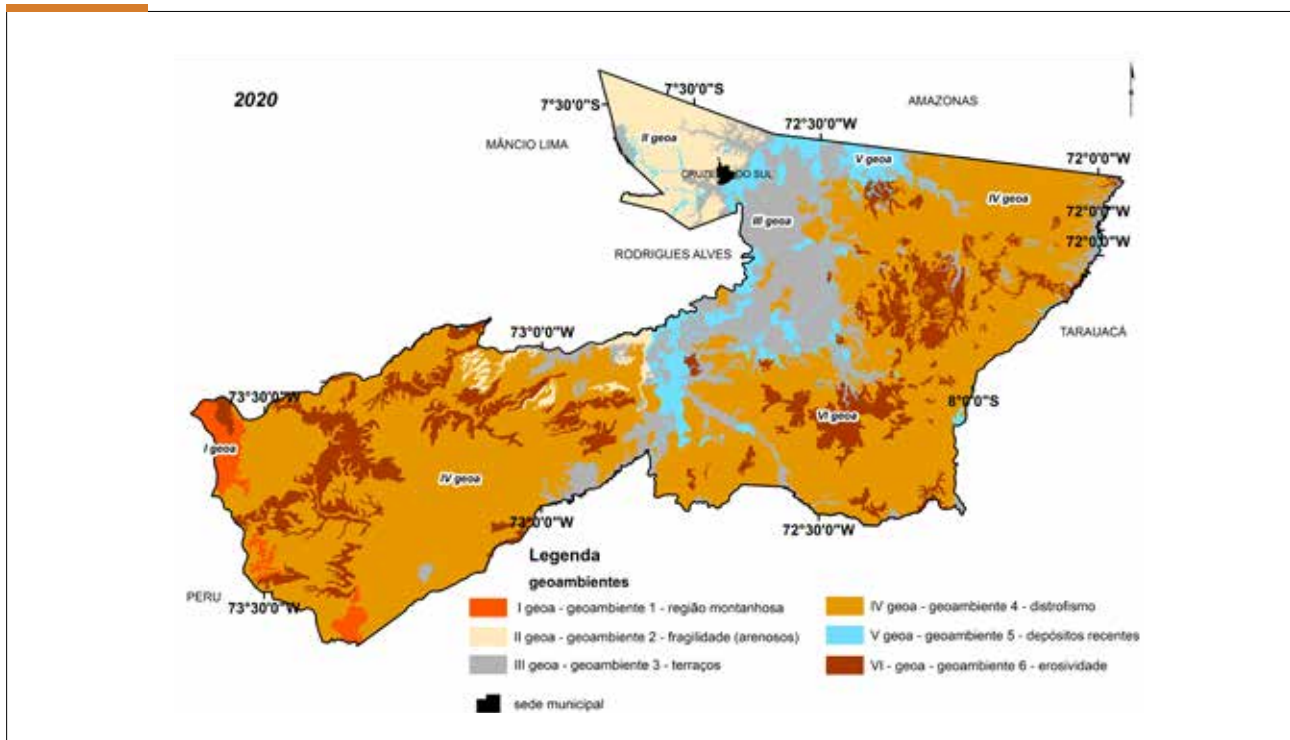 2020
7°30'0"S
7°30'0"S
AMAZONAS
72°30'0"W
MÂNCIO LIMA
II geoa
V geoa
72°0'0"W
CRUZEIRO DO SUL
IV geoa
72°0'0"W
III geoa
72°0'0"W
RODRIGUES ALVES
TARAUACÁ
73°0'0"W
73°30'0"W
8°0'0"S
VI geoa
I geoa
IV geoa
73°0'0"W
72°30'0"W
PERU
73°30'0"W
Legenda
geoambientes
I geoa - geoambiente 1 - região montanhosa
II geoa - geoambiente 2 - fragilidade (arenosos)
III geoa - geoambiente 3 - terraços
sede municipal
IV geoa - geoambiente 4 - distrofismo
V geoa - geoambiente 5 - depósitos recentes
VI - geoa - geoambiente 6 - erosividade